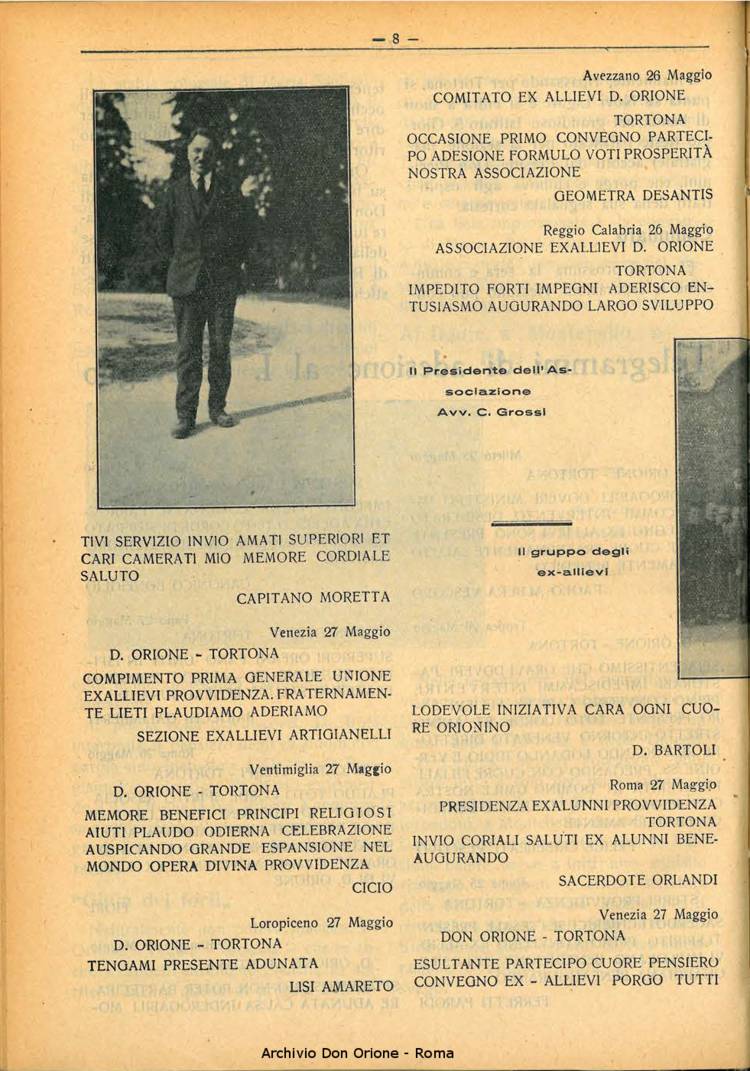 — 8 —
TIVI SERVIZIO INVIO AMATI SUPERIORI ET
CARI CAMERATI MIO MEMORE CORDIALE
SALUTO
CAPITANO MORETTA
Venezia 27 Maggio
D. ORIONE - TORTONA
COMPIMENTO PRIMA GENERALE UNIONE
EXALLIEVI PROVVIDENZA. FRATERNAMEN-
TE LIETI PLAUDIAMO ADERIAMO
SEZIONE EXALLIEVI ARTIGIANELLI
Ventimiglia 27 Maggio
D. ORIONE - TORTONA
MEMORE BENEFICI PRINCIPI RELIGIOSI
AIUTI PLAUDO ODIERNA CELEBRAZIONE
AUSPICANDO GRANDE ESPANSIONE NEL
MONDO OPERA DIVINA PROVVIDENZA
CICIO
Loropiceno 27 Maggio
D. ORIONE - TORTONA
TENGAMI PRESENTE ADUNATA
LISI AMARETO
Avezzano 26 Maggio
COMITATO EX ALLIEVI D. ORIONE
TORTONA
OCCASIONE PRIMO CONVEGNO PARTECI-
PO ADESIONE FORMULO VOTI PROSPERITÀ
NOSTRA ASSOCIAZIONE
GEOMETRA DESANTIS
Reggio Calabria 26 Maggio
ASSOCIAZIONE EXALLIEVI D. ORIONE
TORTONA
IMPEDITO FORTI IMPEGNI ADERISCO EN-
TUSIASMO AUGURANDO LARGO SVILUPPO
Il Presidente dell'As-
sociazione
Avv. C. Grossi
Il gruppo degli
ex-allievi
LODEVOLE INIZIATIVA CARA OGNI CUO-
RE ORIONINO
D. BARTOLI
Roma 27 Maggio
PRESIDENZA EXALUNNI PROVVIDENZA
TORTONA
INVIO CORIALI SALUTI EX ALUNNI BENE-
AUGURANDO
SACERDOTE ORLANDI
Venezia 27 Maggio
DON ORIONE - TORTONA
ESULTANTE PARTECIPO CUORE PENSIERO
CONVEGNO EX - ALLIEVI PORGO TUTTI
Archivio Don Orione - Roma